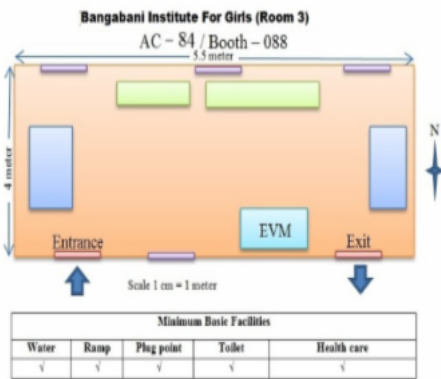 Bangabani Institute For Girls (Room 3)
AC – 84 / Booth – 088
5.5 meter
4 meter
N
EVM
Entrance
Exit
Scale 1 cm = 1 meter
Minimum Basic Facilities
Water Ramp Plug point Toilet Health care
√ √ √ √ √